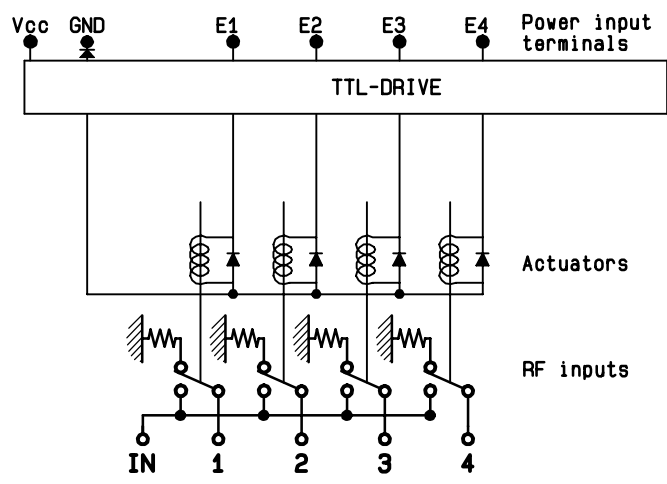 Vcc GND E1 E2 E3 E4 Power input
terminals
TTL-DRIVE
Actuators
RF inputs
IN 1 2 3 4